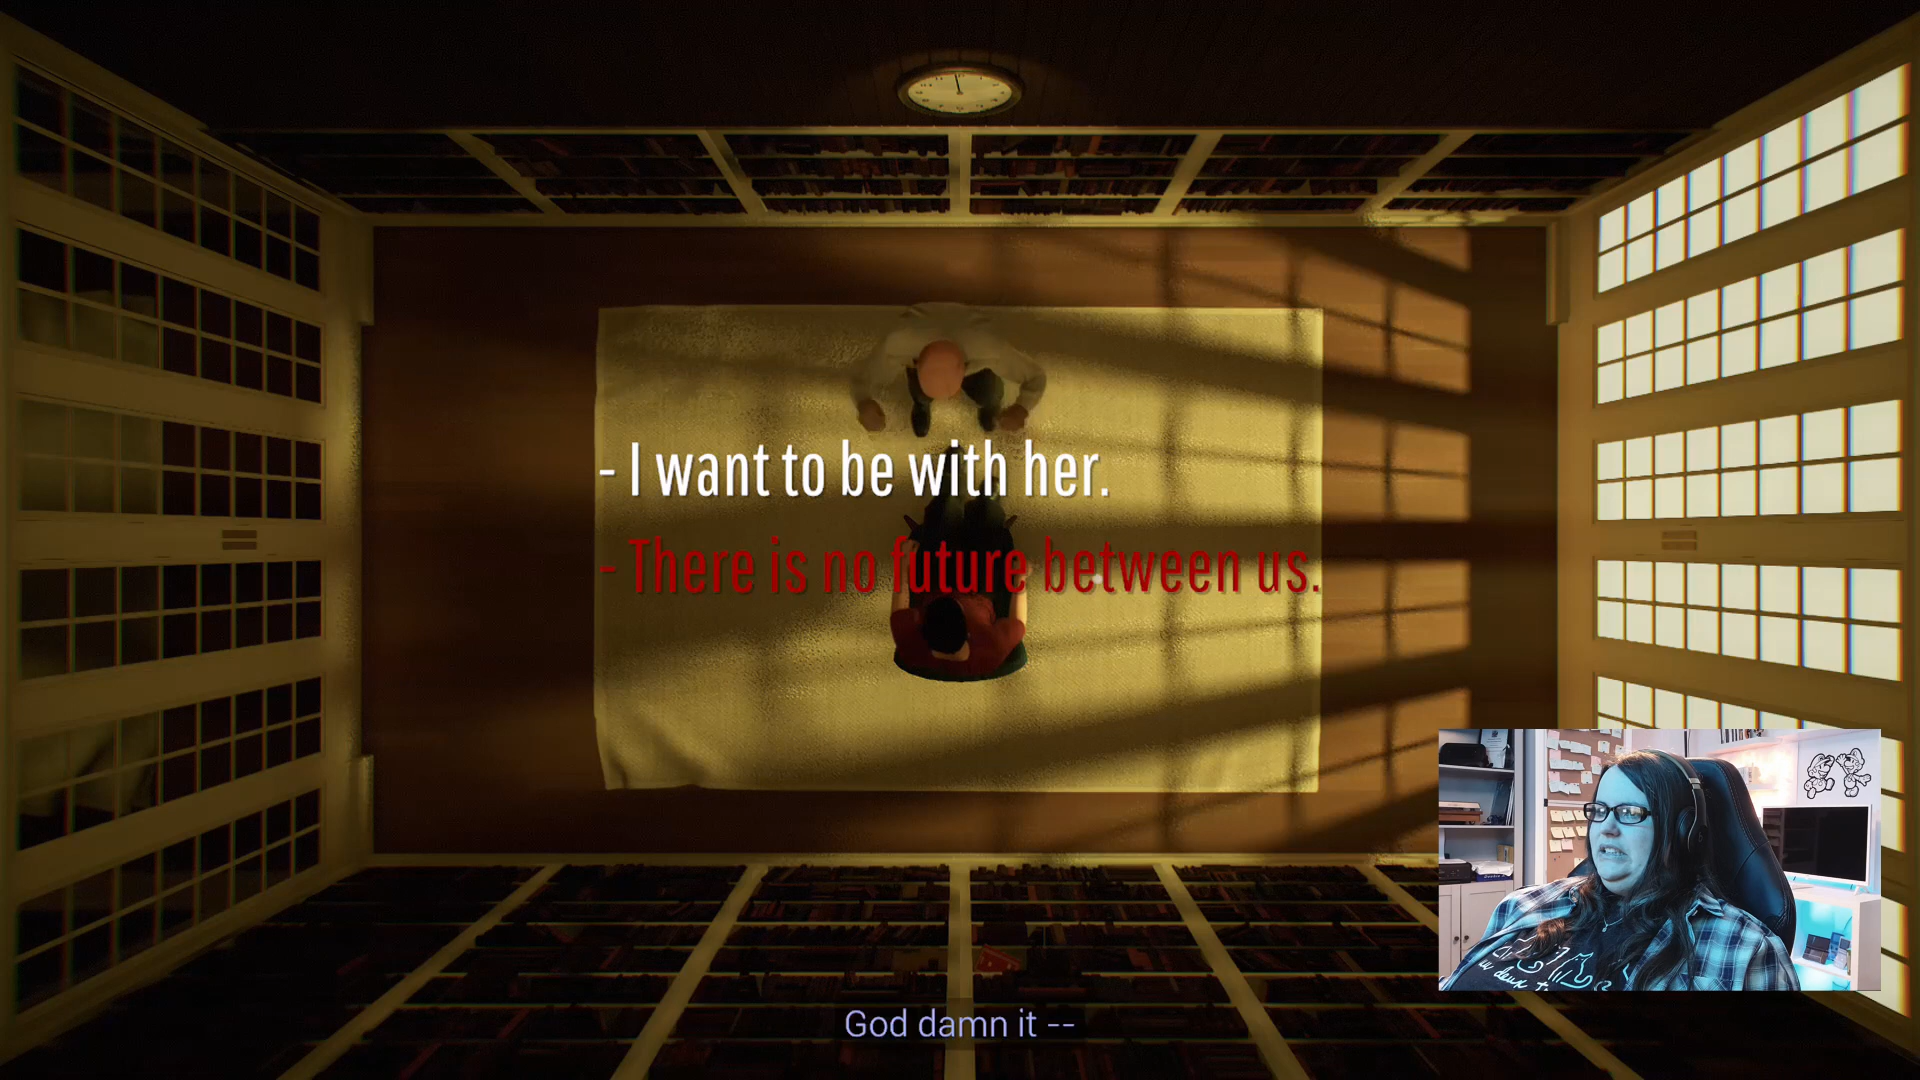 - I want to be with her.
- There is no future between us.
God damn it --